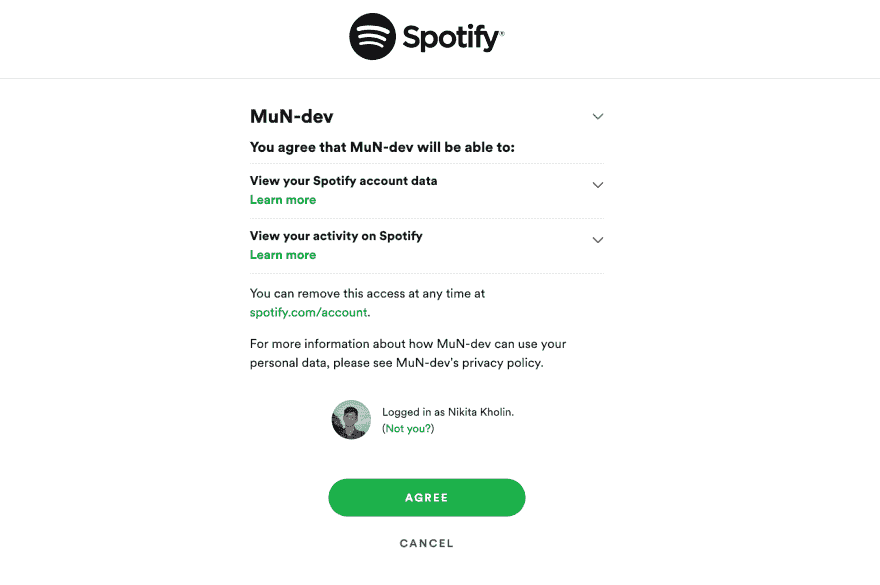 Spotify®
MuN-dev
You agree that MuN-dev will be able to:
View your Spotify account data
Learn more
View your activity on Spotify
Learn more
You can remove this access at any time at
spotify.com/account.
For more information about how MuN-dev can use your
personal data, please see MuN-dev's privacy policy.
Logged in as Nikita Kholin.
(Not you?)
AGREE
CANCEL